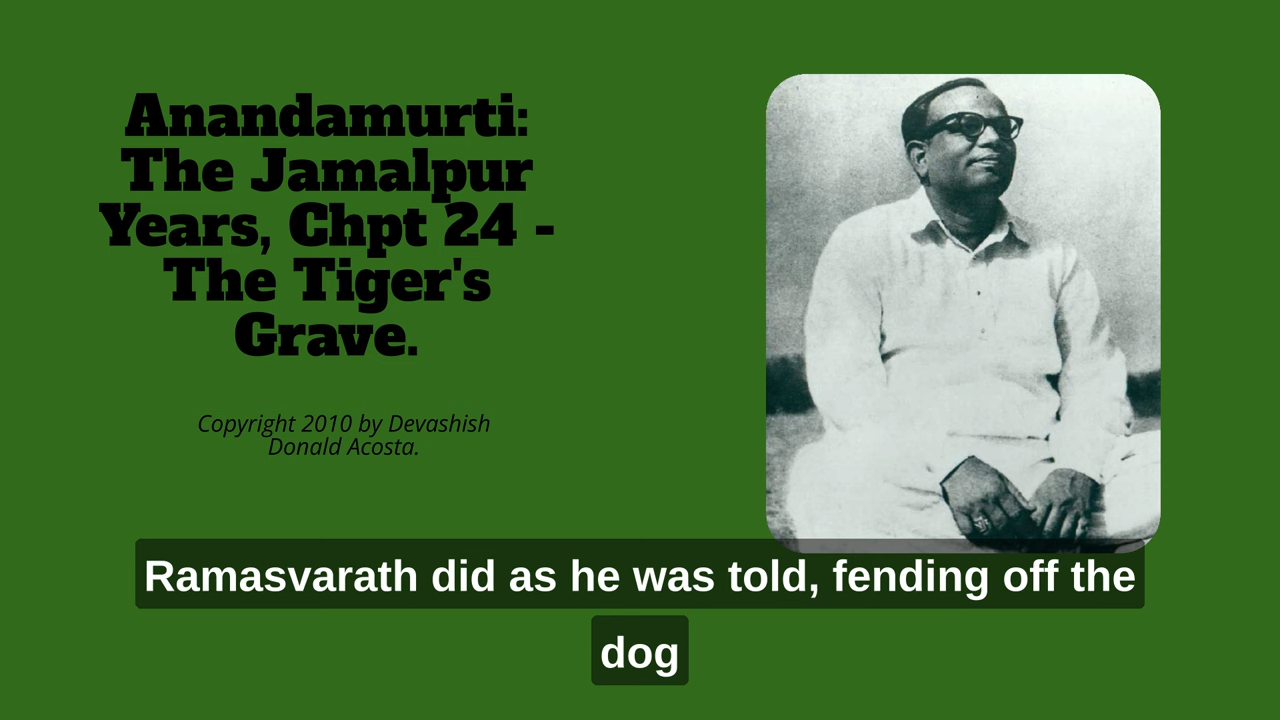 Anandamurti:
The Jamalpur
Years, Chpt 24 -
The Tiger's
Grave.
Copyright 2010 by Devashish
Donald Acosta.
Ramasvarath did as he was told, fending off the
dog